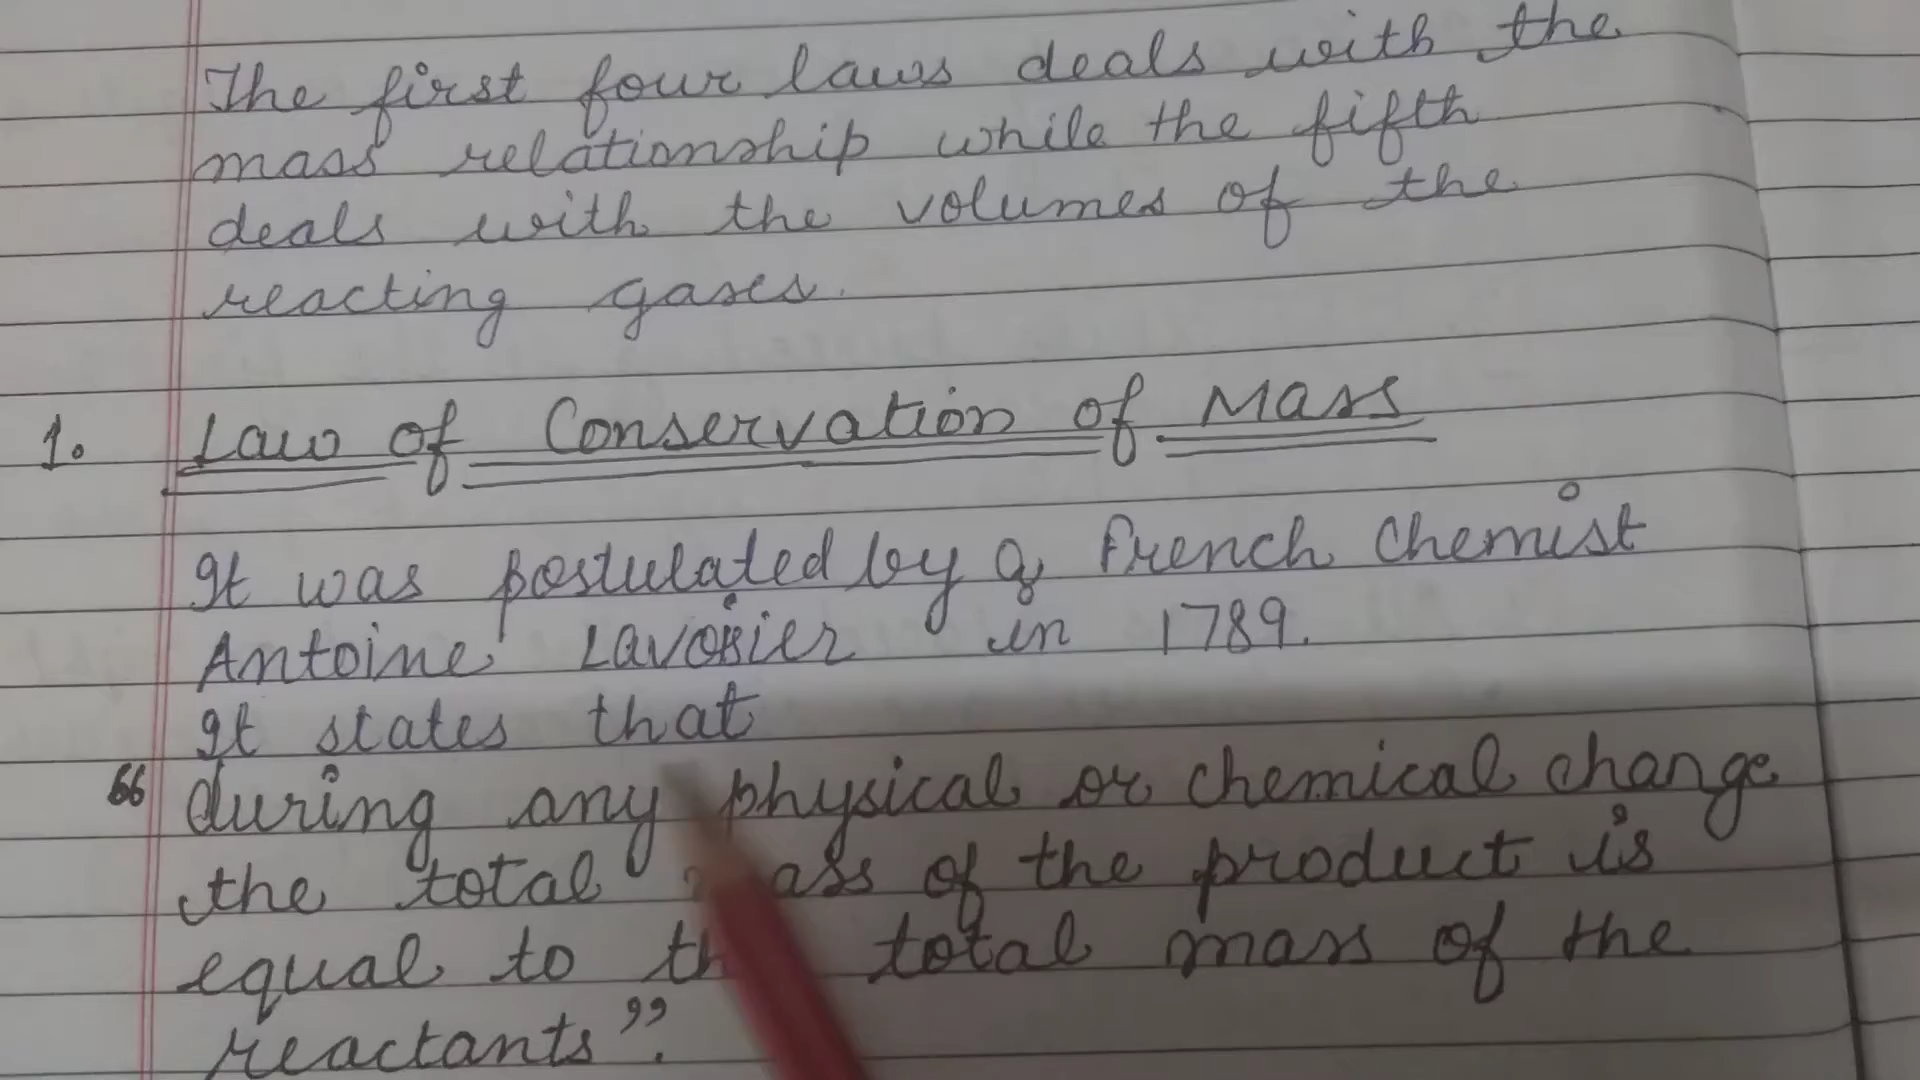 The first four laws deals with the
mass relationship while the fifth
deals with the volumes of the
reacting gases.
1. Law of Conservation of Mass
It was postulated by a French Chemist
Antoine Lavoisier in 1789.
It states that
“during any physical or chemical change
the total of the product is
equal to total mass of the
reactants”.